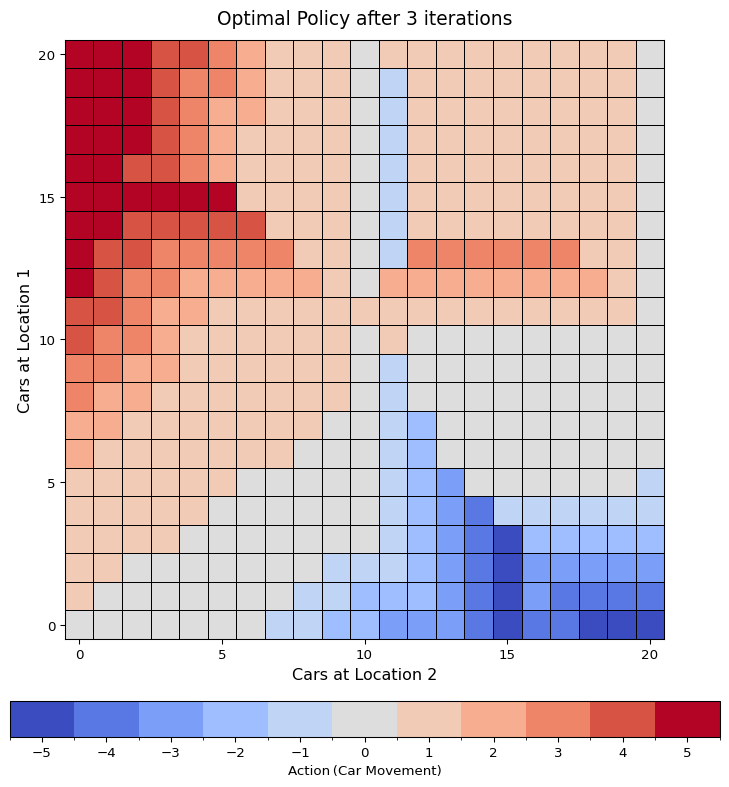 Optimal Policy after 3 iterations
20
15
10
5
0
Cars at Location 1
0 5 10 15 20
Cars at Location 2
−5 −4 −3 −2 −1 0 1 2 3 4 5
Action (Car Movement)